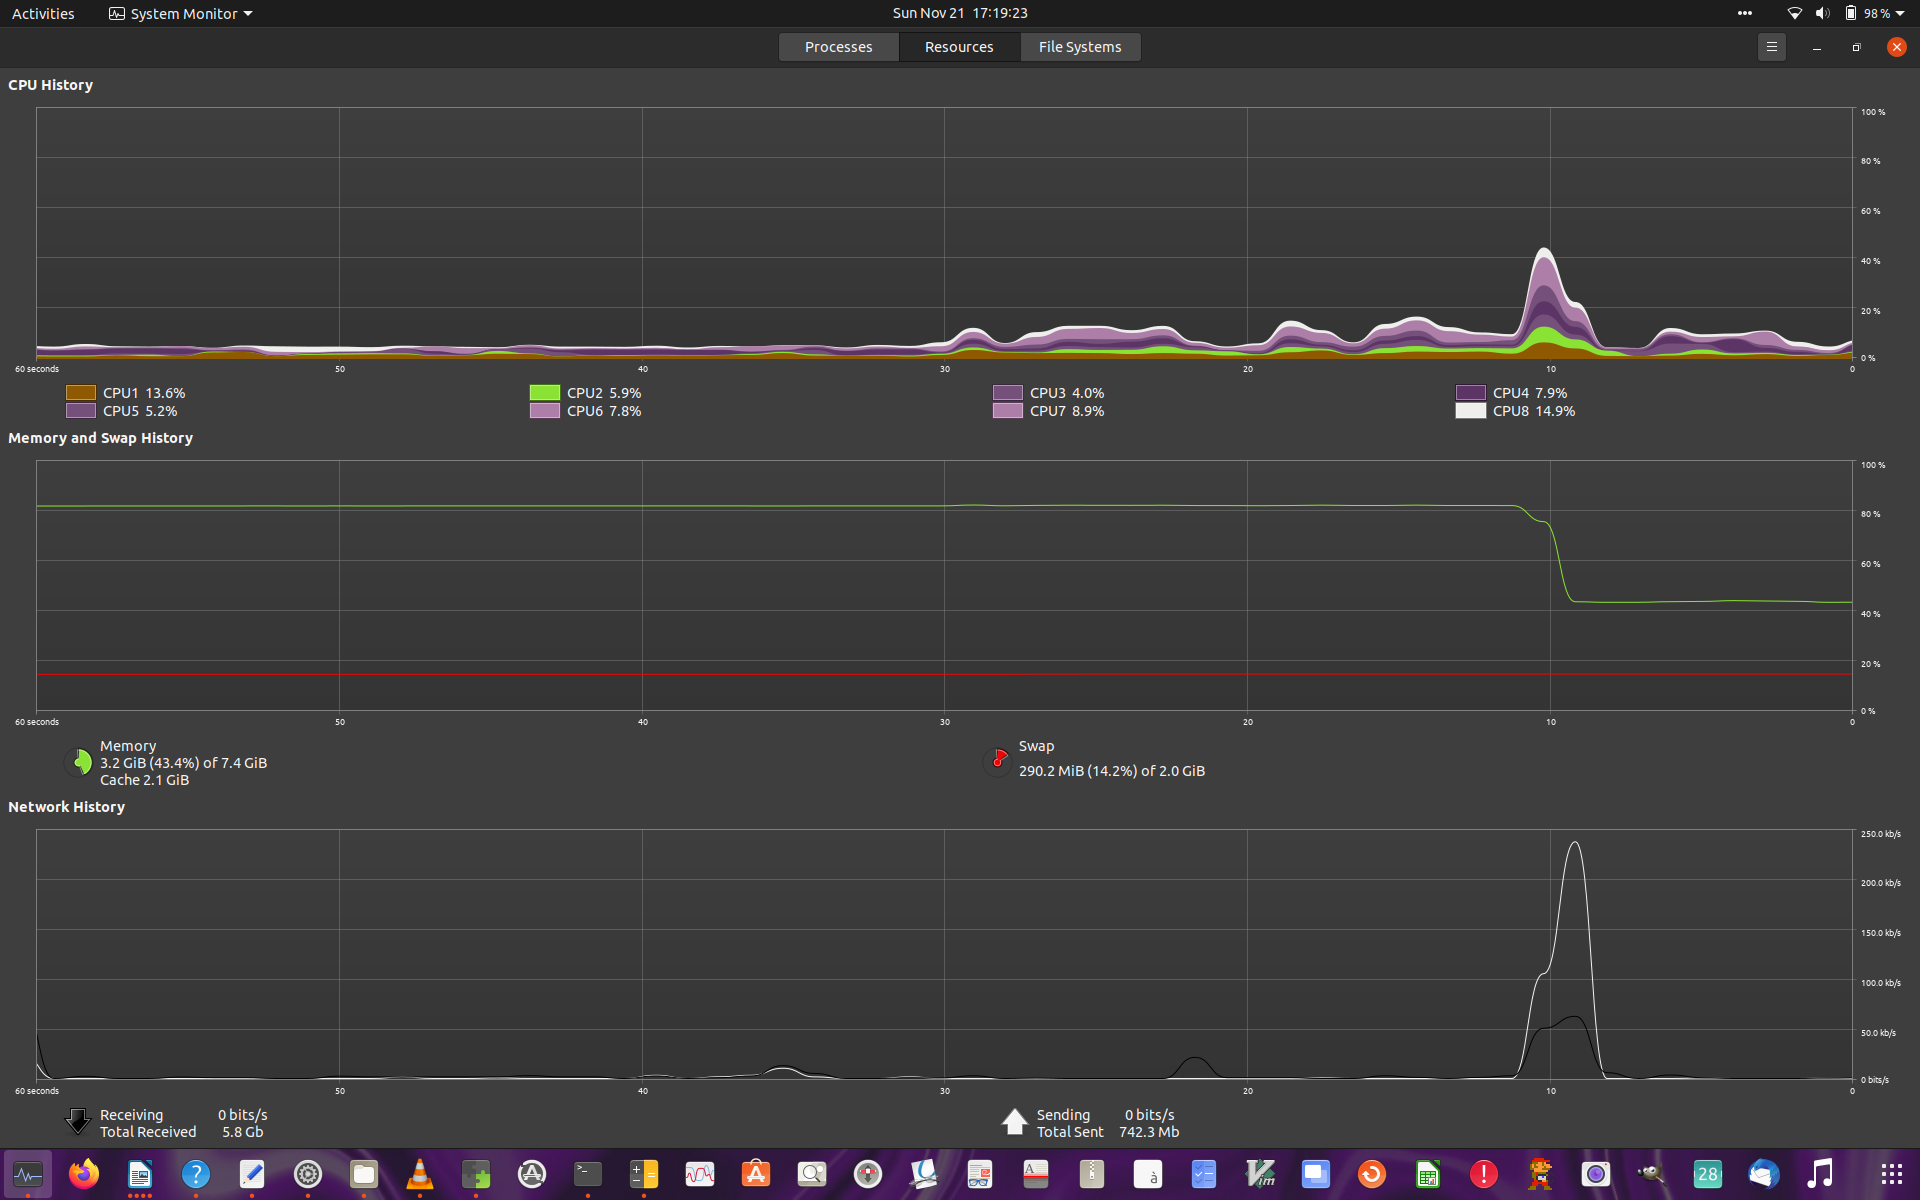 Activities System Monitor Sun Nov 21 17:19:23 98 %
Processes Resources File Systems
CPU History
100 %
80 %
60 %
40 %
20 %
0 %
60 seconds 50 40 30 20 10 0
CPU1 13.6% CPU2 5.9% CPU3 4.0% CPU4 7.9%
CPU5 5.2% CPU6 7.8% CPU7 8.9% CPU8 14.9%
Memory and Swap History
100 %
80 %
60 %
40 %
20 %
0 %
60 seconds 50 40 30 20 10 0
Memory Swap
3.2 GiB (43.4%) of 7.4 GiB 290.2 MiB (14.2%) of 2.0 GiB
Cache 2.1 GiB
Network History
250.0 kb/s
200.0 kb/s
150.0 kb/s
100.0 kb/s
50.0 kb/s
0 bits/s
60 seconds 50 40 30 20 10 0
Receiving 0 bits/s Sending 0 bits/s
Total Received 5.8 Gb Total Sent 742.3 Mb
? >_ A à Vim ! 28